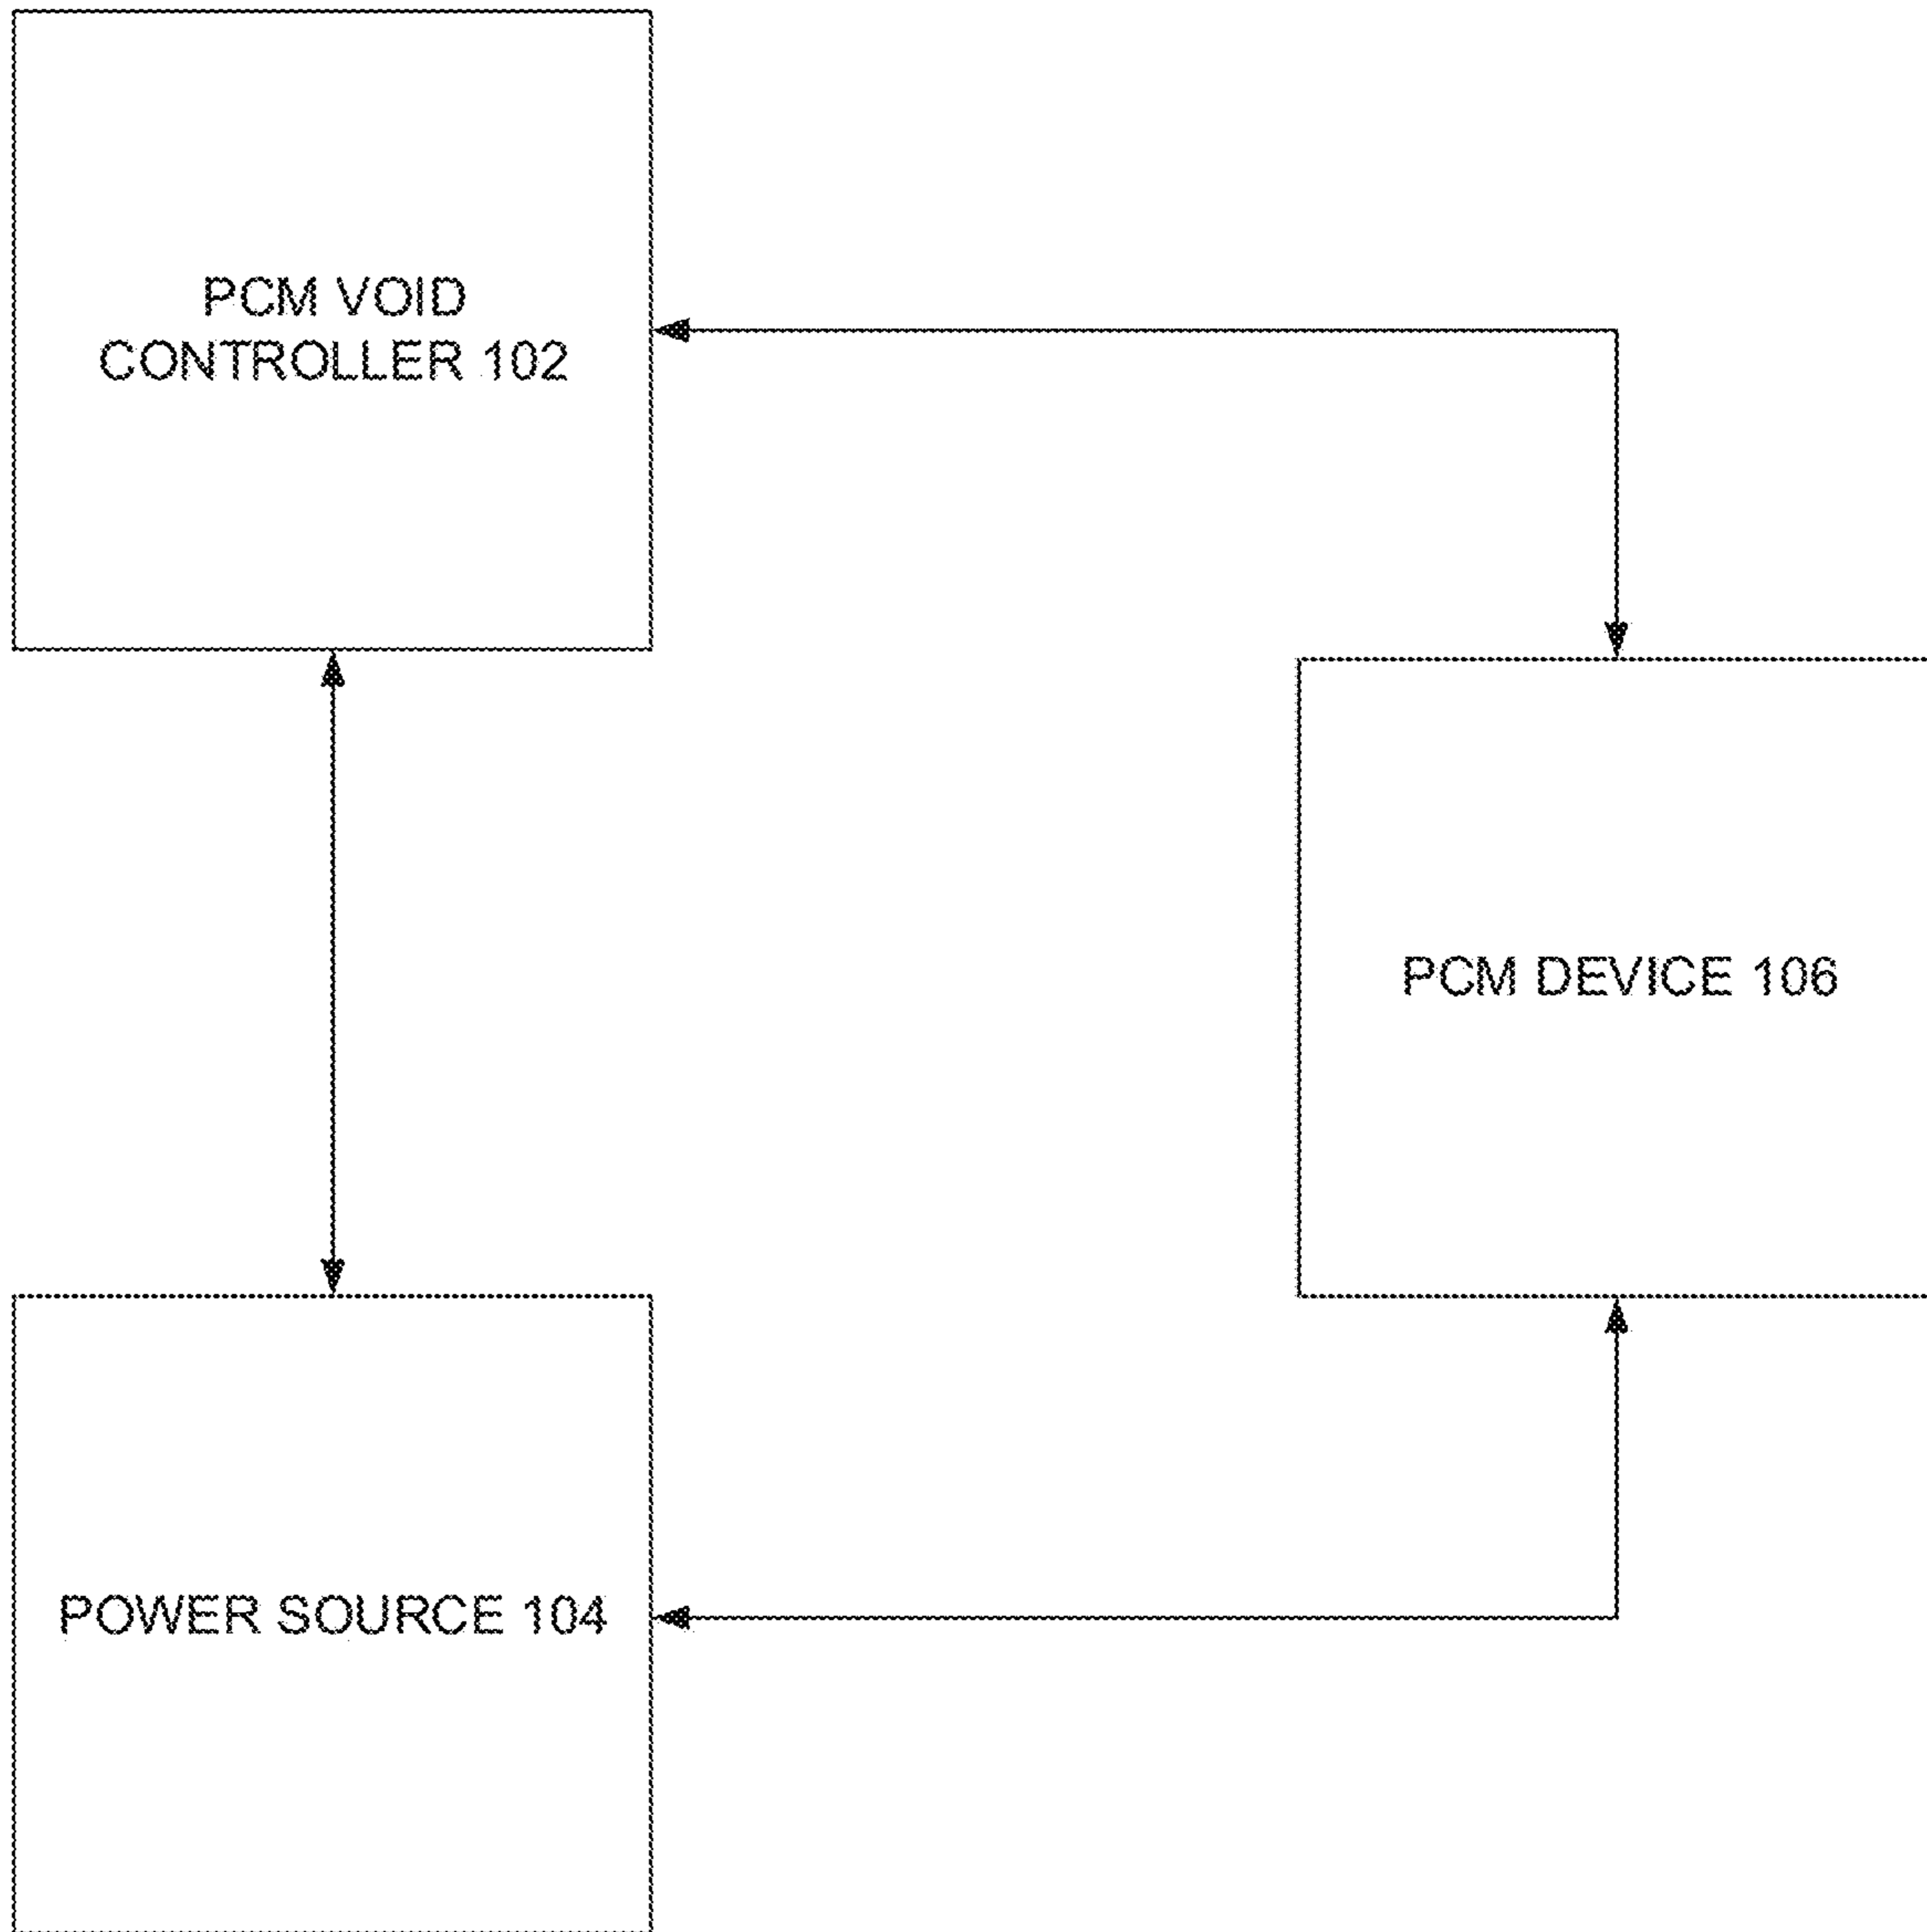 PCM VOID
CONTROLLER 102
PCM DEVICE 106
POWER SOURCE 104